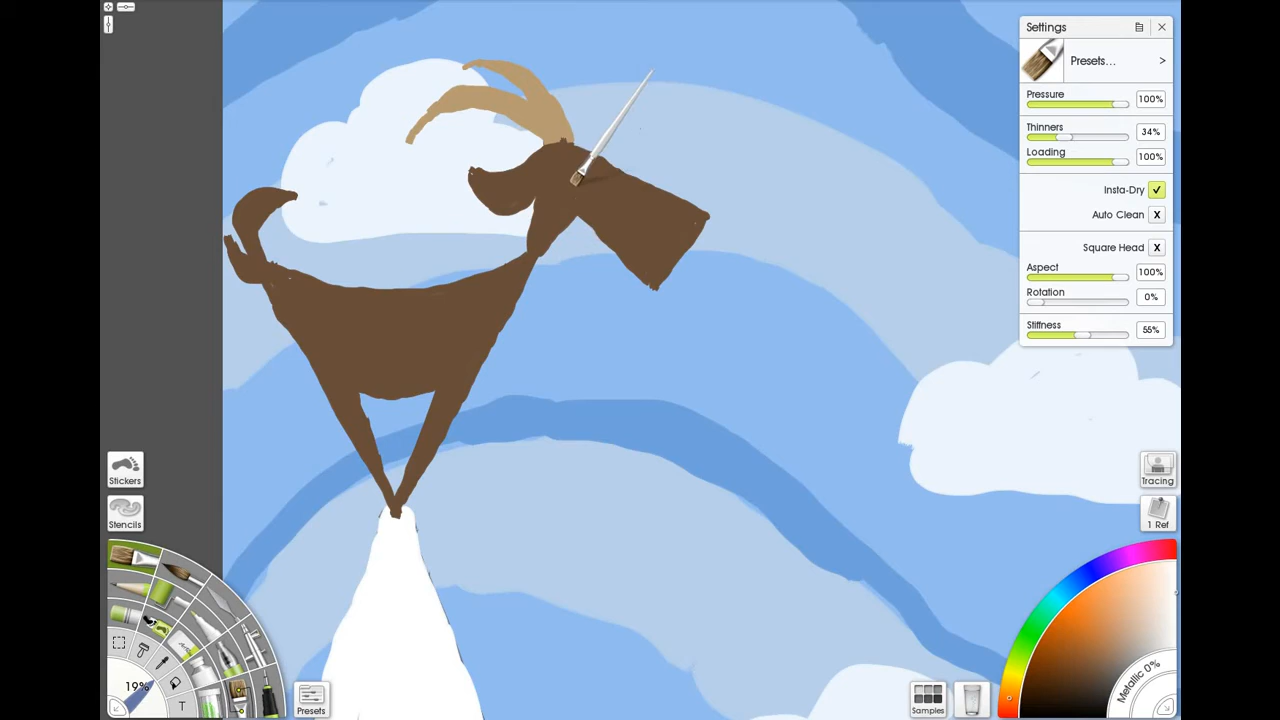 Settings
Presets... >
Pressure 100%
Thinners 34%
Loading 100%
Insta-Dry ✓
Auto Clean X
Square Head X
Aspect 100%
Rotation 0%
Stiffness 55%
Stickers
Stencils
Tracing
1 Ref
19%
T
Presets
Samples
Metallic 0%